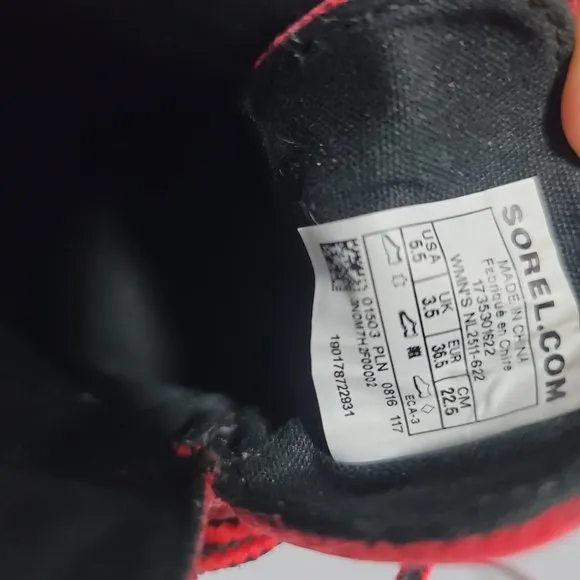 SOREL.COM
MADE IN CHINA
Fabriqué en Chine
1735301622
WMN'S NL2511-622
USA UK EUR CM
5.5 3.5 36.5 22.5
ECA-3
01503 PLN 0816 117
190178722931